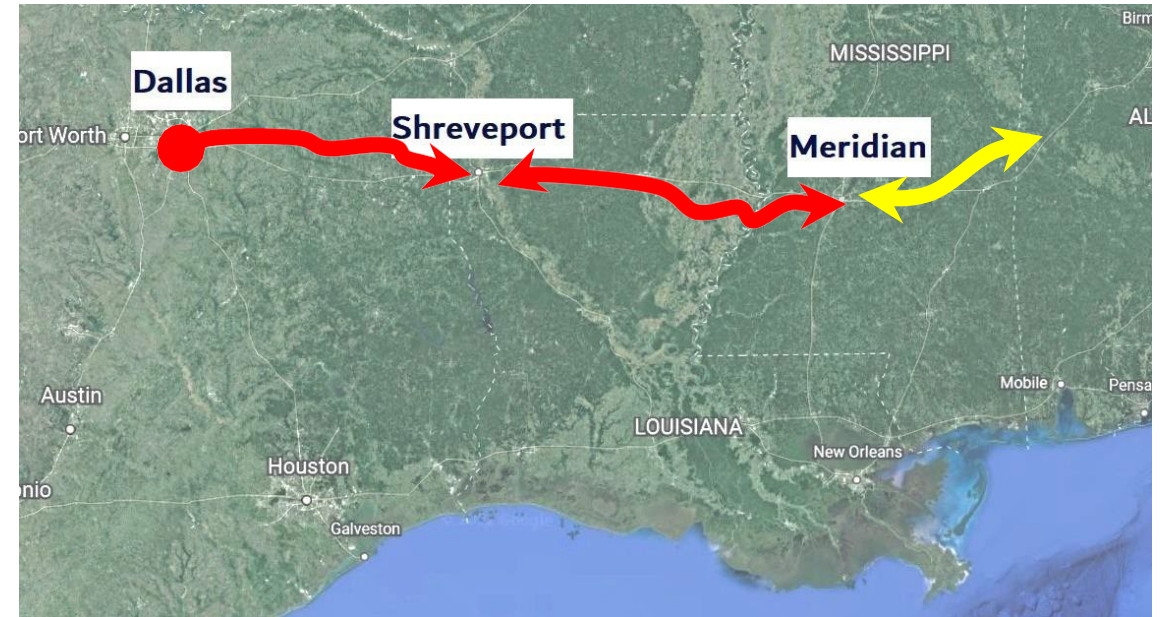 Birm
MISSISSIPPI
Dallas
AL
ort Worth
Shreveport
Meridian
Mobile
Pensa
Austin
LOUISIANA
New Orleans
Houston
onio
Galveston